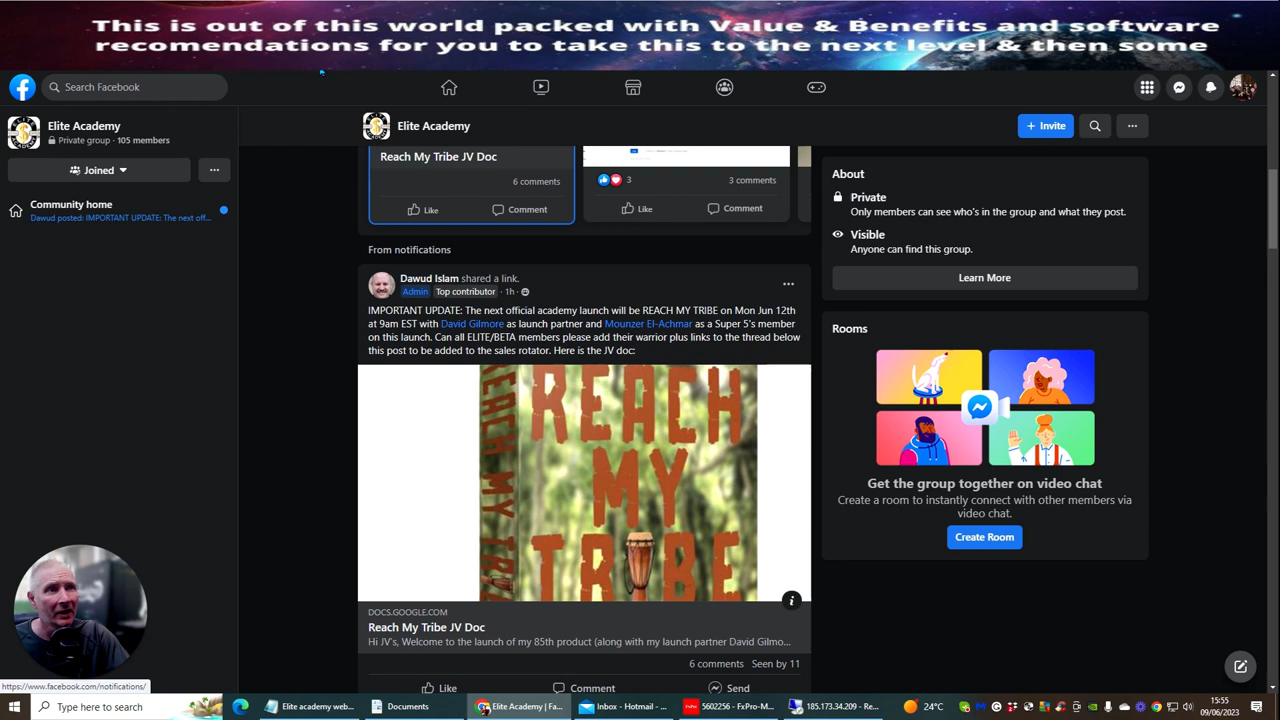 This is out of this world packed with Value & Benefits and software
recomendations for you to take this to the next level & then some
Search Facebook
Elite Academy
Private group · 105 members
Joined
Community home
Dawud posted: IMPORTANT UPDATE: The next off...
Elite Academy
+ Invite
Reach My Tribe JV Doc
6 comments
Like
Comment
3
3 comments
Like
Comment
From notifications
Dawud Islam shared a link.
Admin Top contributor · 1h ·
IMPORTANT UPDATE: The next official academy launch will be REACH MY TRIBE on Mon Jun 12th
at 9am EST with David Gilmore as launch partner and Mounzer El-Achmar as a Super 5's member
on this launch. Can all ELITE/BETA members please add their warrior plus links to the thread below
this post to be added to the sales rotator. Here is the JV doc:
REACH MY TRIBE
REACH
MY
TRIBE
DOCS.GOOGLE.COM
Reach My Tribe JV Doc
Hi JV's, Welcome to the launch of my 85th product (along with my launch partner David Gilmo...
6 comments Seen by 11
Like
Comment
Send
About
Private
Only members can see who's in the group and what they post.
Visible
Anyone can find this group.
Learn More
Rooms
Get the group together on video chat
Create a room to instantly connect with other members via
video chat.
Create Room
https://www.facebook.com/notifications/
Type here to search
Elite academy web...
Documents
Elite Academy | Fa...
Inbox - Hotmail - ...
5602256 - FxPro-M...
185.173.34.209 - Re...
24°C
15:55
09/06/2023